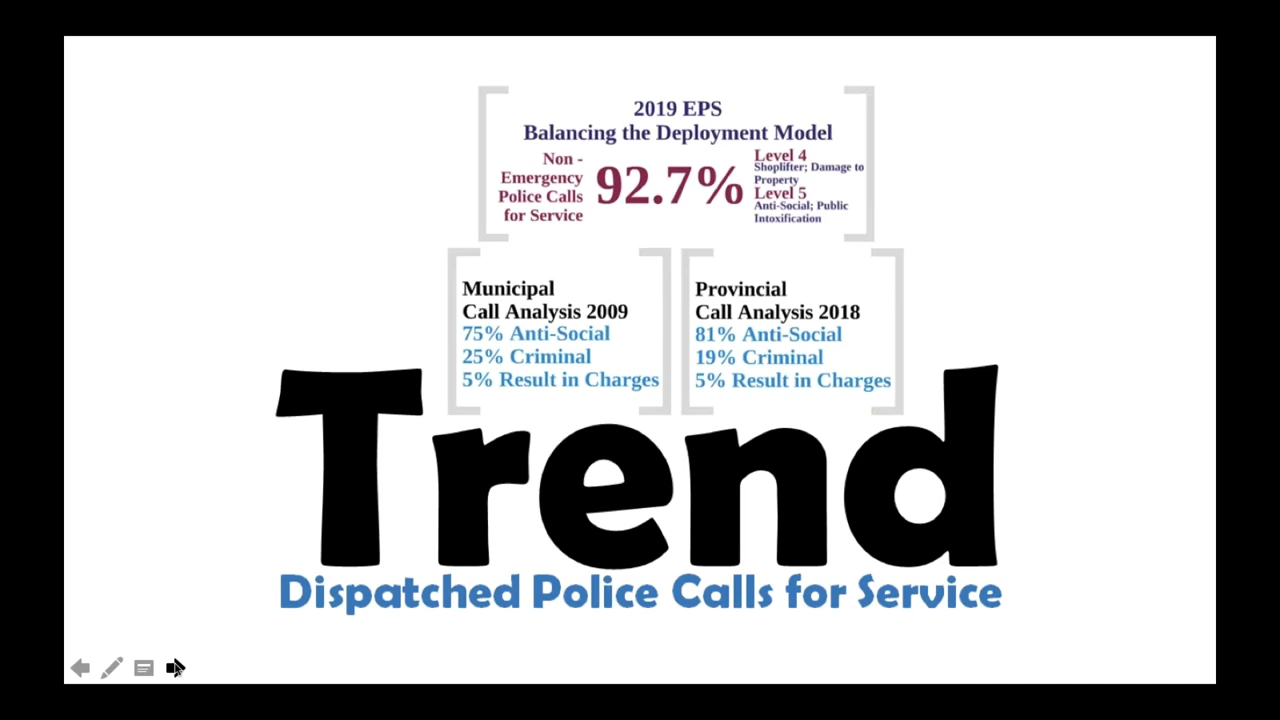 2019 EPS
Balancing the Deployment Model
Non -
Emergency
Police Calls
for Service
92.7%
Level 4
Shoplifter; Damage to
Property
Level 5
Anti-Social; Public
Intoxification
Municipal
Call Analysis 2009
75% Anti-Social
25% Criminal
5% Result in Charges
Provincial
Call Analysis 2018
81% Anti-Social
19% Criminal
5% Result in Charges
Trend
Dispatched Police Calls for Service